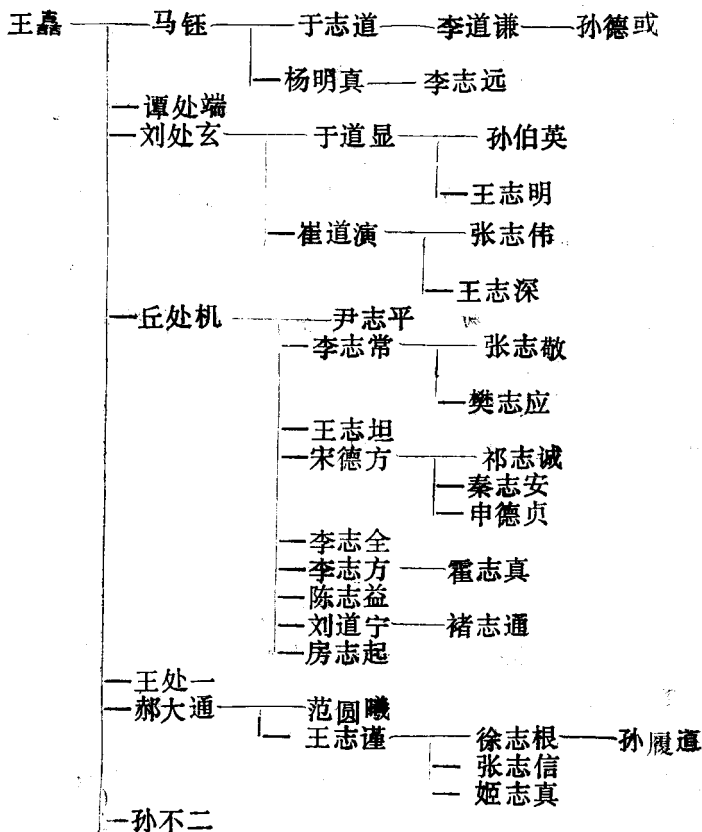 王嚞 马钰 于志道 李道谦 孙德或
杨明真 李志远
谭处端
刘处玄 于道显 孙伯英
王志明
崔道演 张志伟
王志深
丘处机 尹志平
李志常 张志敬
樊志应
王志坦
宋德方 祁志诚
秦志安
申德贞
李志全
李志方 霍志真
陈志益
刘道宁 褚志通
房志起
王处一
郝大通 范圆曦
王志谨 徐志根 孙履道
张志信
姬志真
孙不二